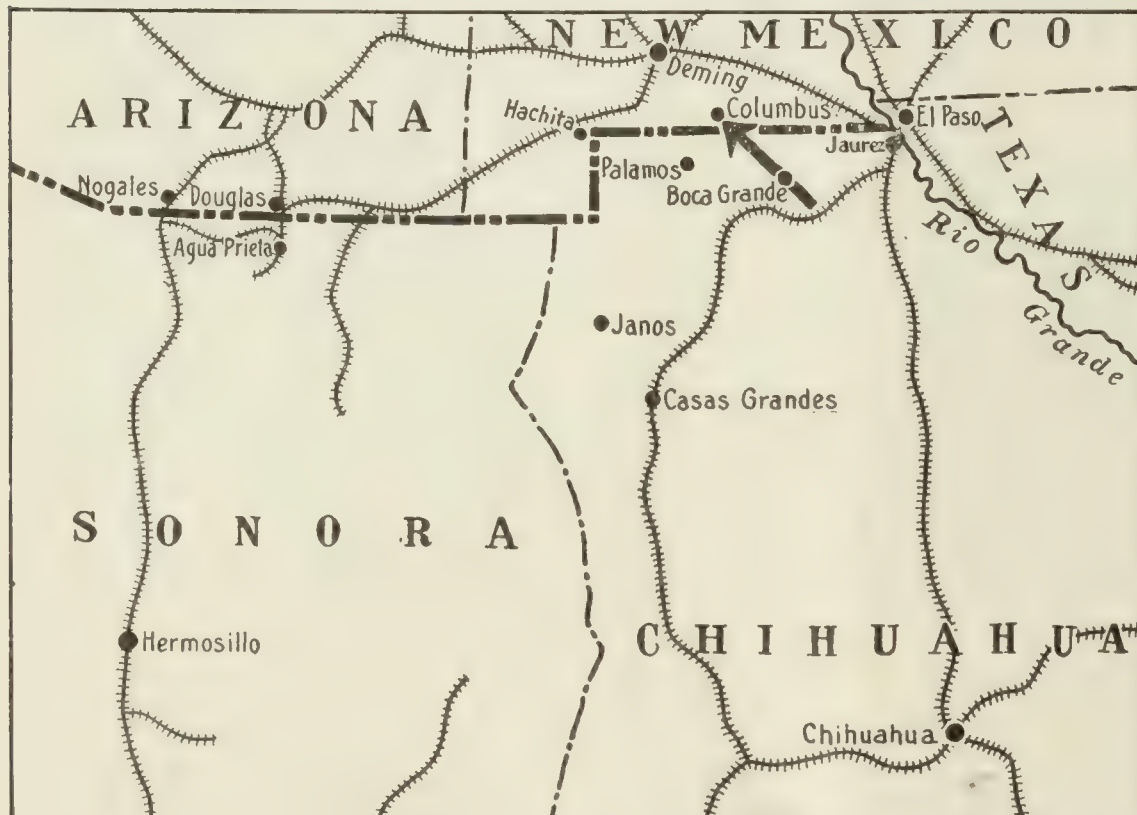 NEW MEXICO
Deming
ARIZONA
Hachita
Columbus
El Paso
TEXAS
Jaurez
Palamos
Nogales
Douglas
Boca Grande
Rio Grande
Agua Prieta
Janos
Casas Grandes
SONORA
Hermosillo
CHIHUAHUA
Chihuahua